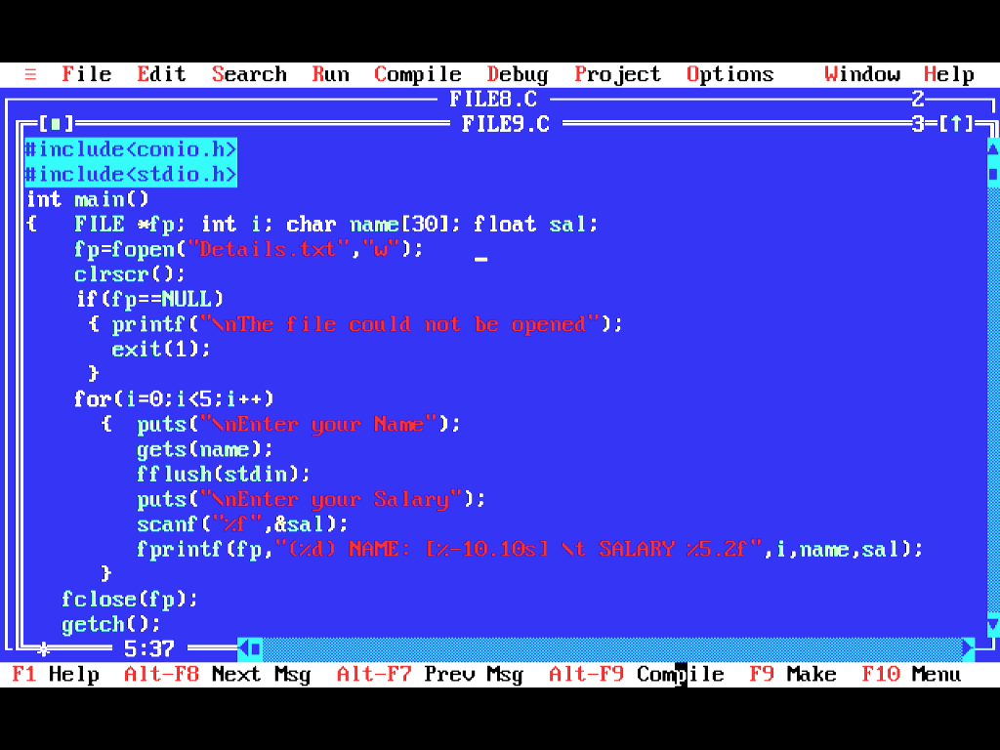 ≡ File Edit Search Run Compile Debug Project Options Window Help
FILE8.C 2
[■] FILE9.C 3=[↑]
#include<conio.h>
#include<stdio.h>
int main()
{ FILE *fp; int i; char name[30]; float sal;
fp=fopen("Details.txt","w");
clrscr();
if(fp==NULL)
{ printf("\nThe file could not be opened");
exit(1);
}
for(i=0;i<5;i++)
{ puts("\nEnter your Name");
gets(name);
fflush(stdin);
puts("\nEnter your Salary");
scanf("%f",&sal);
fprintf(fp,"(%d) NAME: [%-10.10s] \t SALARY %5.2f",i,name,sal);
}
fclose(fp);
getch();
* 5:37
F1 Help Alt-F8 Next Msg Alt-F7 Prev Msg Alt-F9 Compile F9 Make F10 Menu